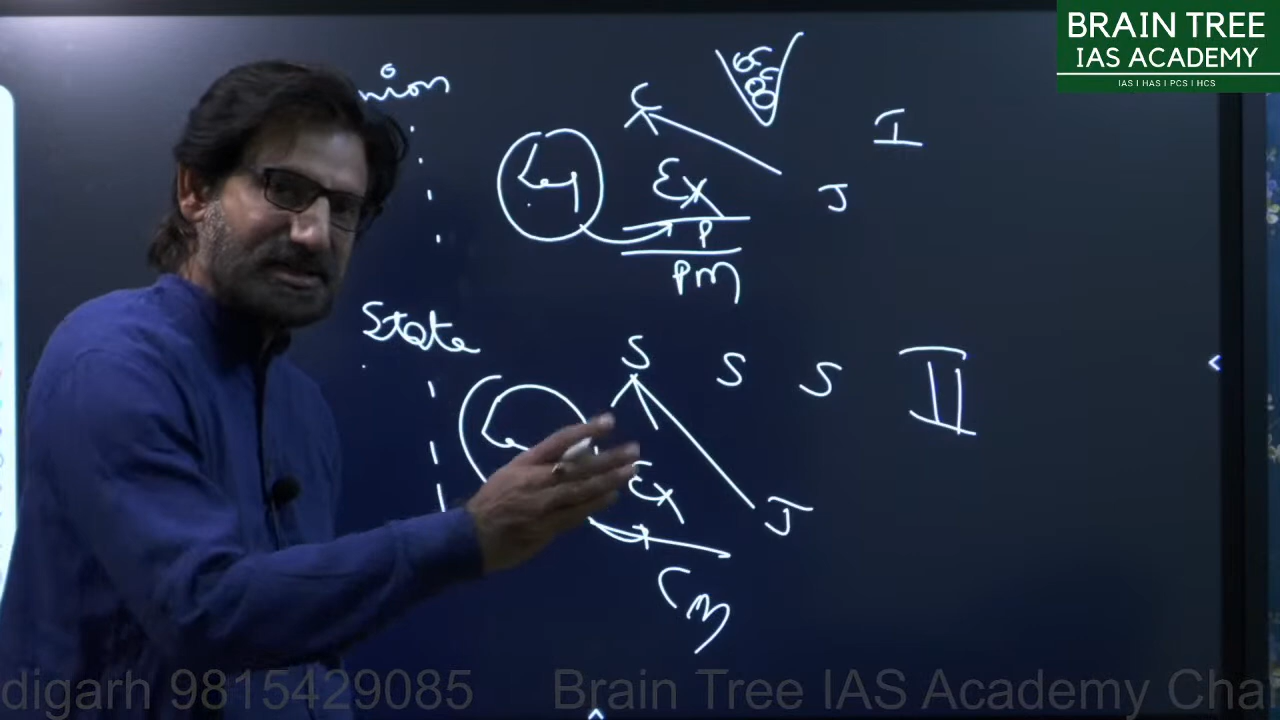 BRAIN TREE
IAS ACADEMY
IAS I HAS I PCS I HCS
nion
C
I
Ley
Ex
J
P
PM
State
S S S
II
Ex
J
CM
digarh 9815429085 Brain Tree IAS Academy Cha